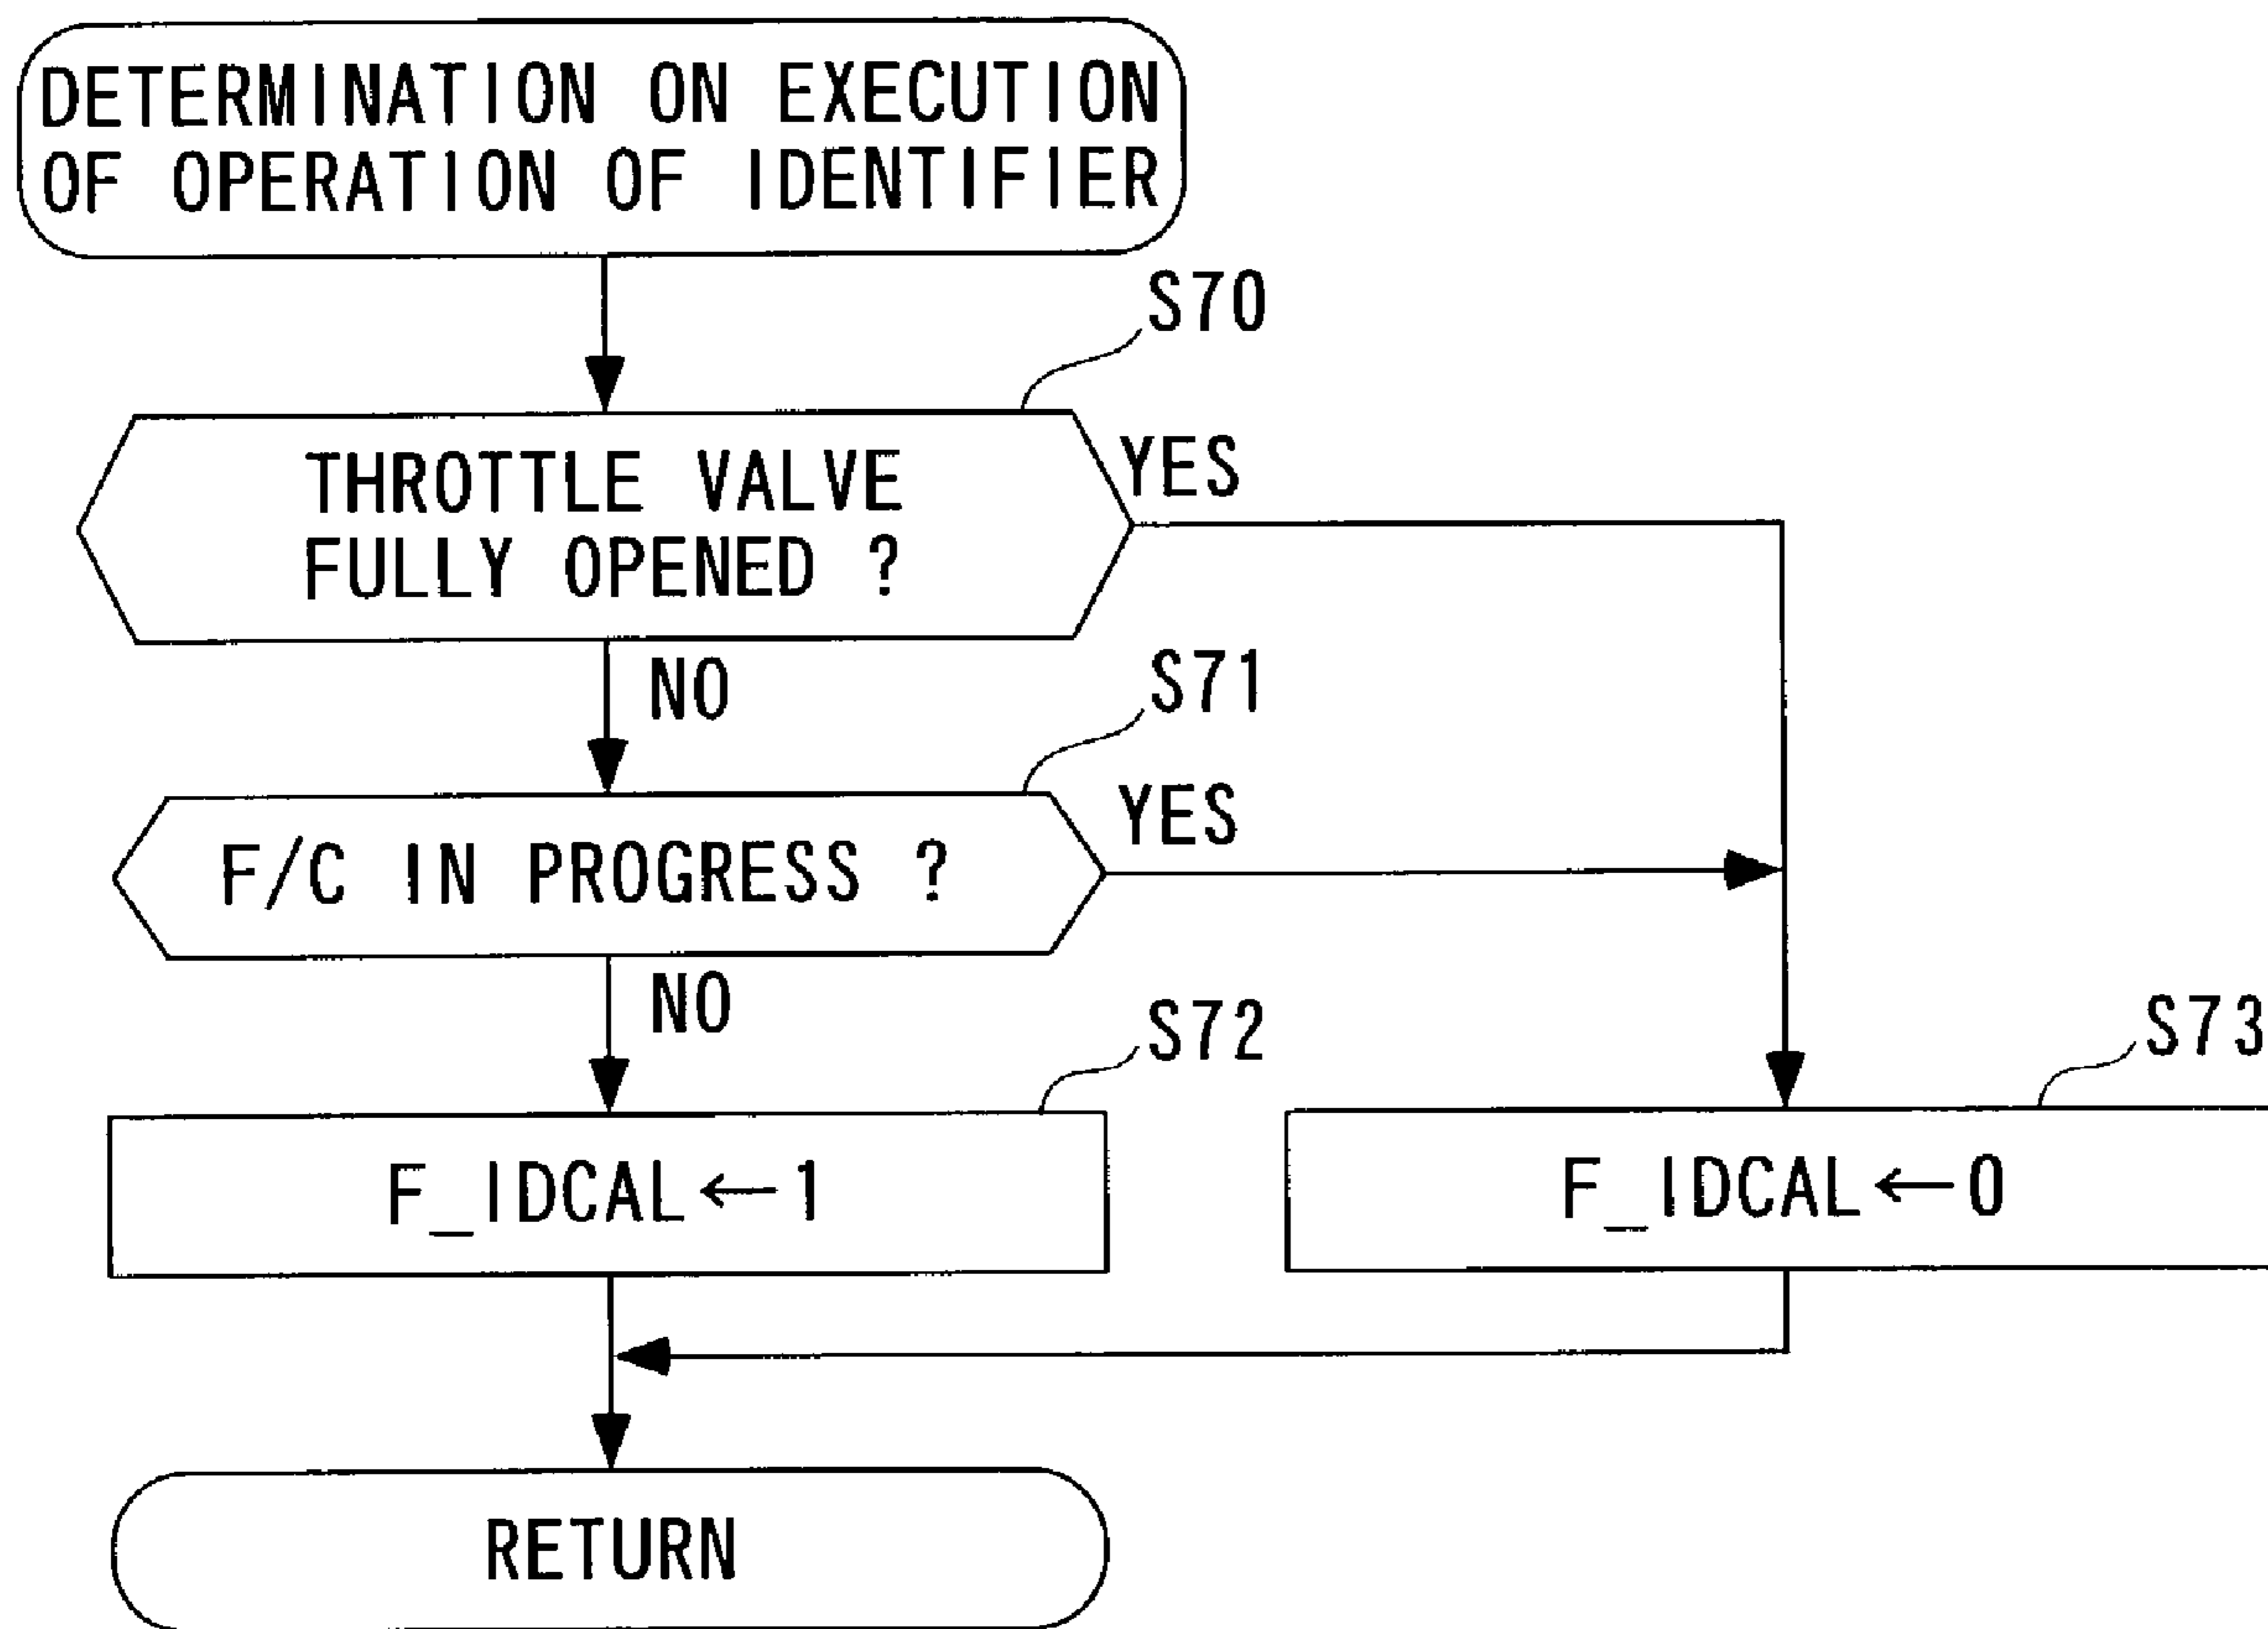 DETERMINATION ON EXECUTION
OF OPERATION OF IDENTIFIER
S70
THROTTLE VALVE
FULLY OPENED ?
YES
NO
S71
F/C IN PROGRESS ?
YES
NO
S72
F_IDCAL←1
S73
F_IDCAL←0
RETURN